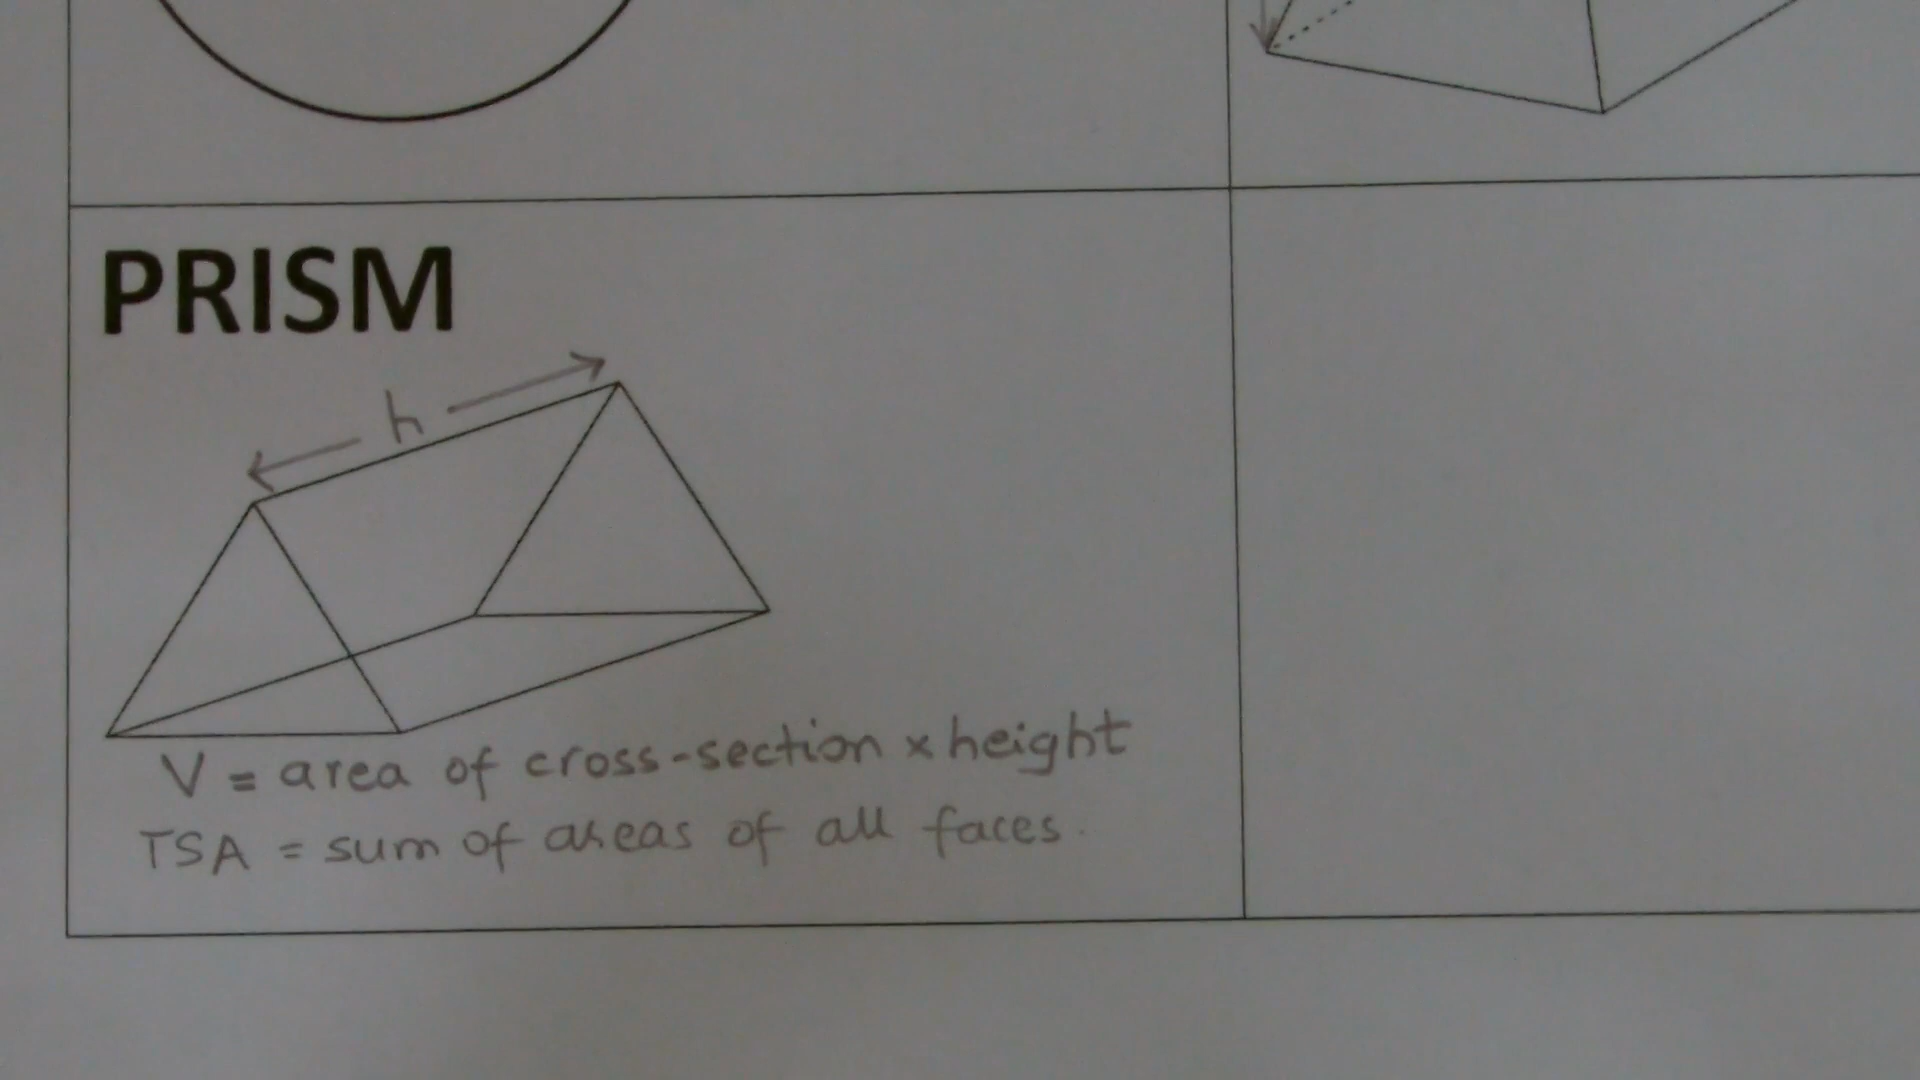 PRISM
h
V = area of cross-section x height
TSA = sum of areas of all faces.